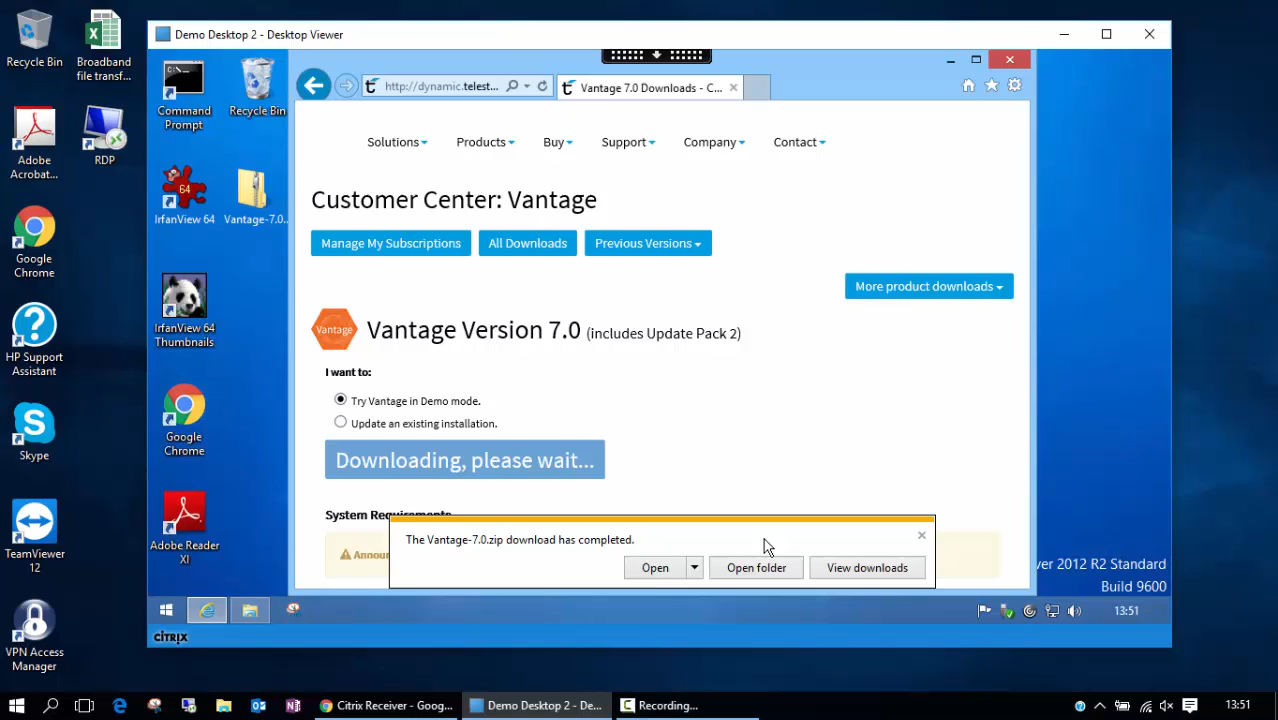 Recycle Bin
Broadband
file transf...
Adobe
Acrobat...
RDP
Google
Chrome
HP Support
Assistant
Skype
TeamViewer
12
VPN Access
Manager
Demo Desktop 2 - Desktop Viewer
Command
Prompt
Recycle Bin
64
IrfanView 64
Vantage-7.0...
IrfanView 64
Thumbnails
Google
Chrome
Adobe Reader
XI
http://dynamic.telest...
Vantage 7.0 Downloads - C...
Solutions
Products
Buy
Support
Company
Contact
Customer Center: Vantage
Manage My Subscriptions
All Downloads
Previous Versions
More product downloads
Vantage
Vantage Version 7.0 (includes Update Pack 2)
I want to:
Try Vantage in Demo mode.
Update an existing installation.
Downloading, please wait...
System Requirements
Announ
The Vantage-7.0.zip download has completed.
Open
Open folder
View downloads
ver 2012 R2 Standard
Build 9600
13:51
CITRIX
Citrix Receiver - Goog...
Demo Desktop 2 - De...
Recording...
13:51